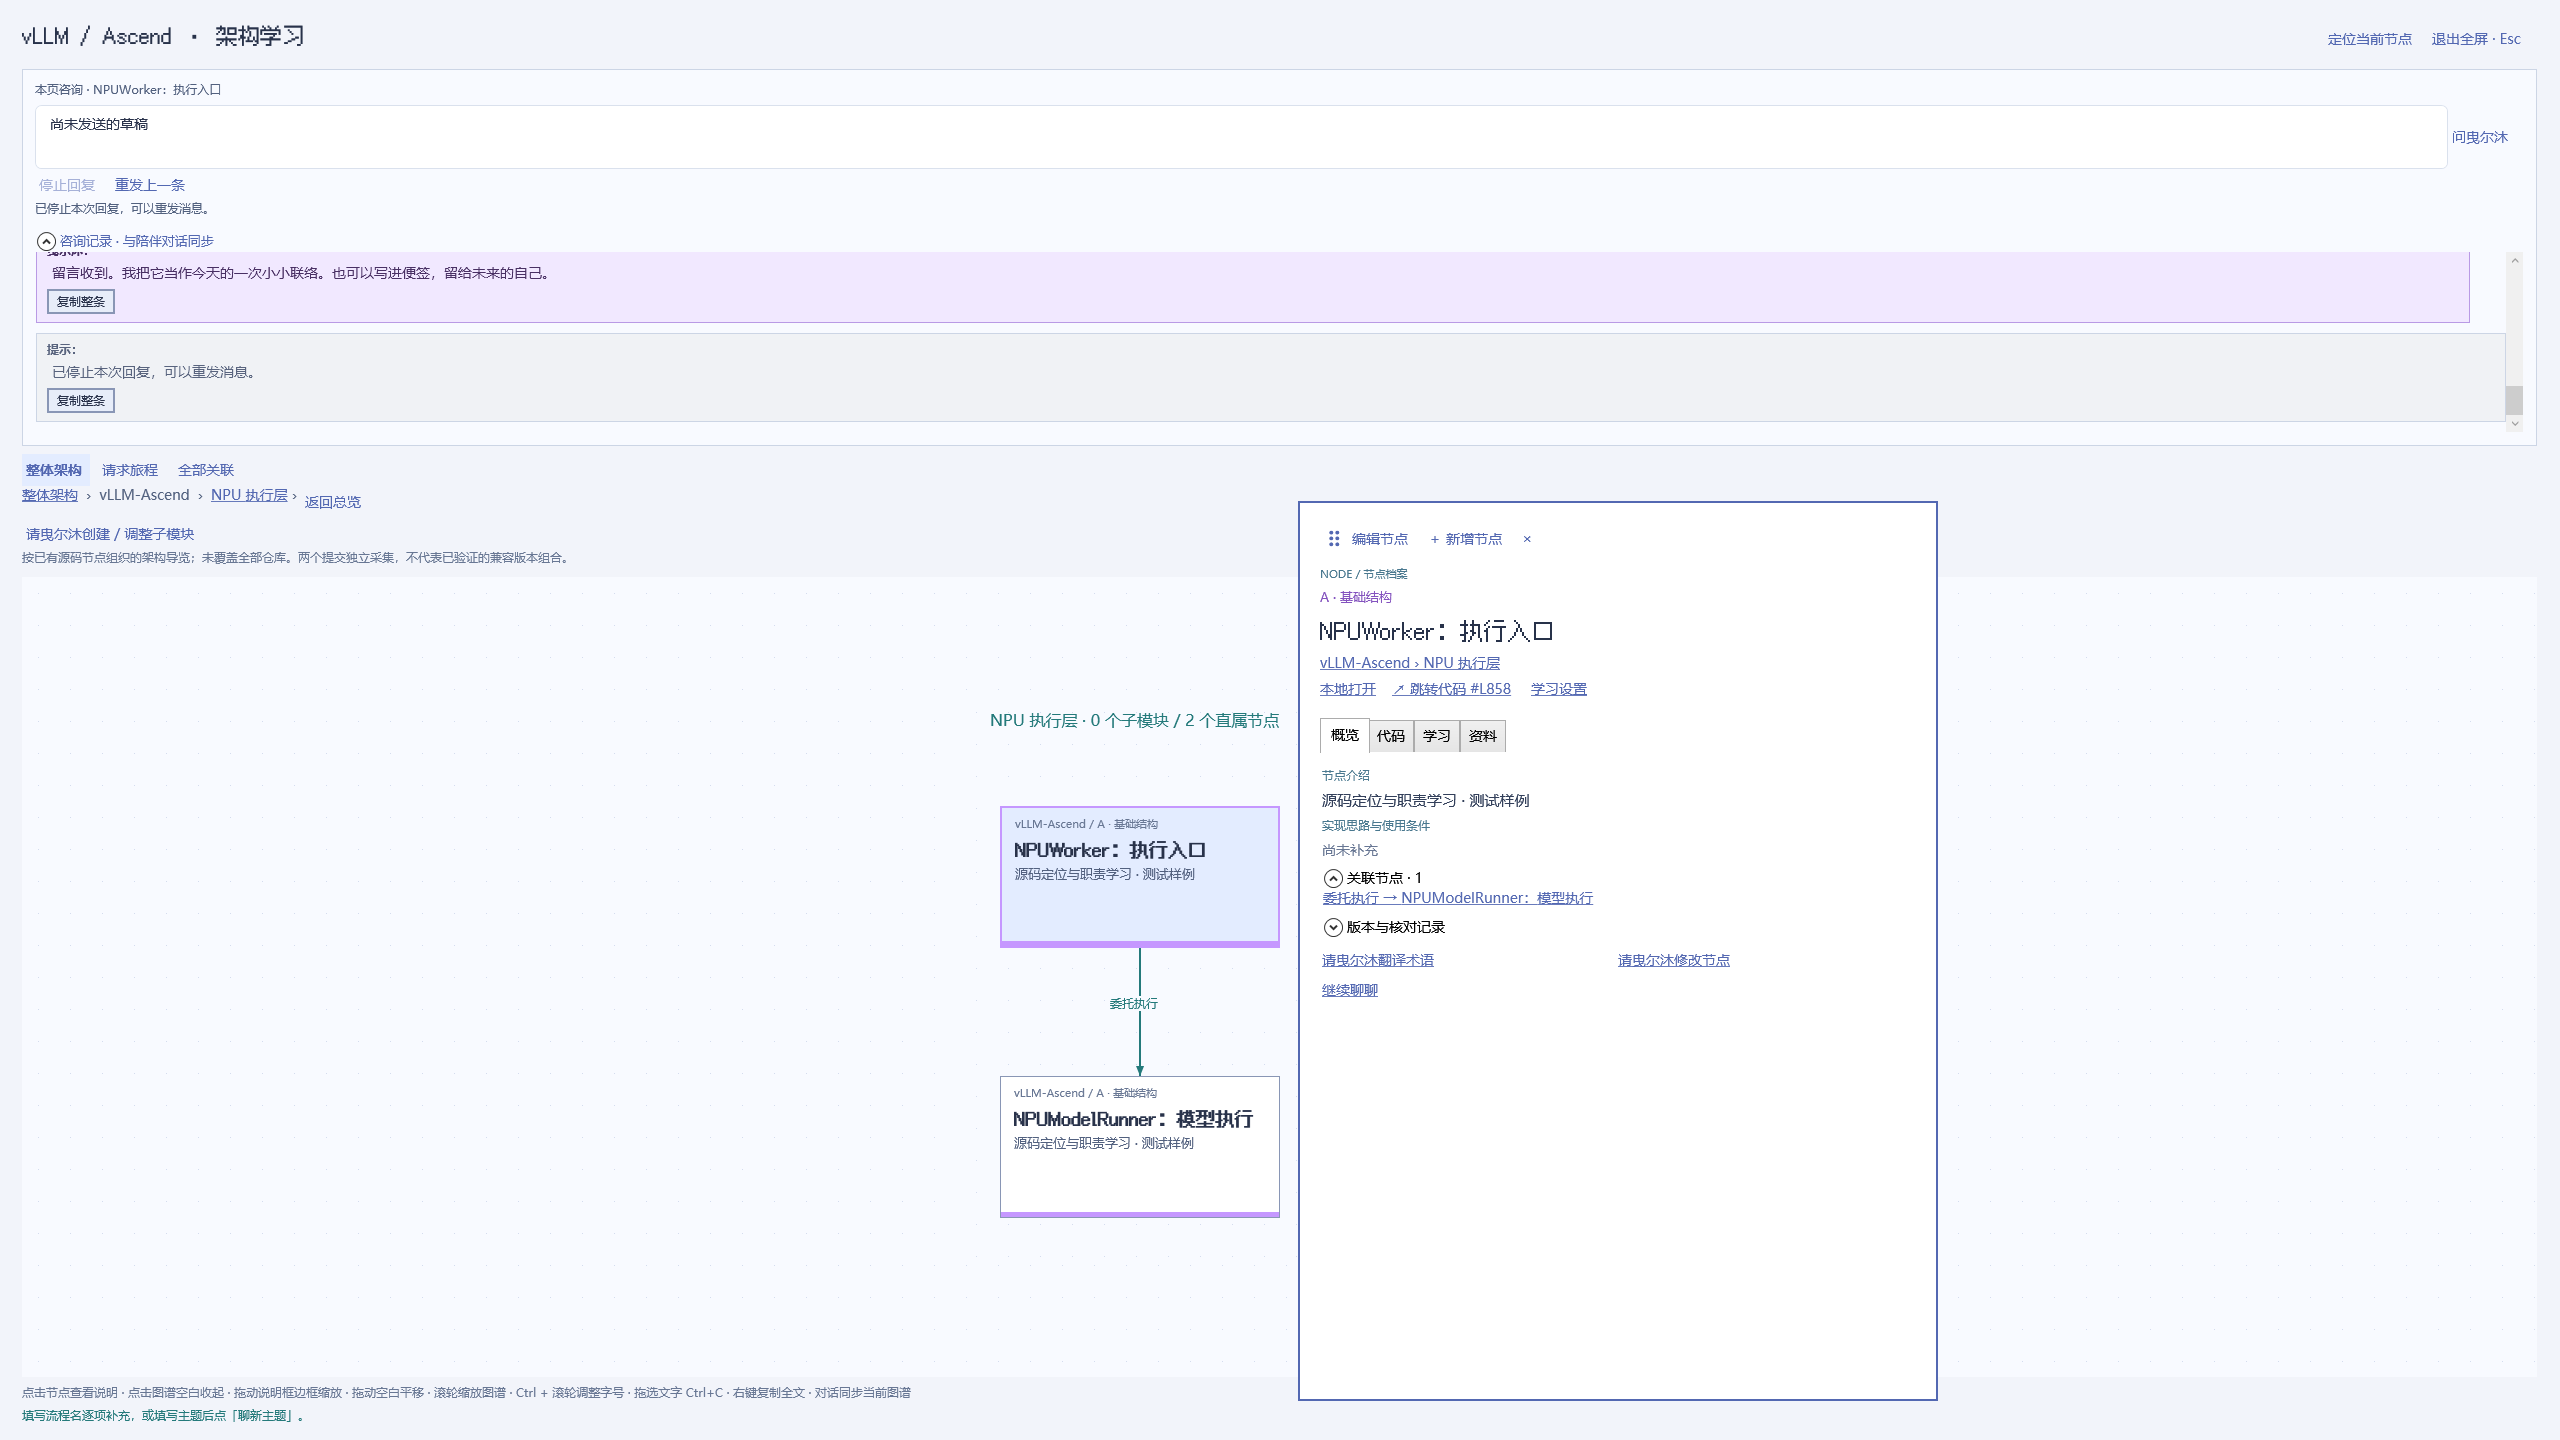 vLLM / Ascend · 架构学习
定位当前节点 退出全屏 · Esc
本页咨询 · NPUWorker：执行入口
尚未发送的草稿
问曳尔沐
停止回复 重发上一条
已停止本次回复，可以重发消息。
咨询记录 · 与陪伴对话同步
留言收到。我把它当作今天的一次小小联络。也可以写进便签，留给未来的自己。
复制整条
提示：
已停止本次回复，可以重发消息。
复制整条
整体架构 请求旅程 全部关联
整体架构 › vLLM-Ascend › NPU 执行层 › 返回总览
请曳尔沐创建 / 调整子模块
按已有源码节点组织的架构导览；未覆盖全部仓库。两个提交独立采集，不代表已验证的兼容版本组合。
NPU 执行层 · 0 个子模块 / 2 个直属节点
vLLM-Ascend / A · 基础结构
NPUWorker：执行入口
源码定位与职责学习 · 测试样例
委托执行
vLLM-Ascend / A · 基础结构
NPUModelRunner：模型执行
源码定位与职责学习 · 测试样例
编辑节点 + 新增节点 ×
NODE / 节点档案
A · 基础结构
NPUWorker：执行入口
vLLM-Ascend › NPU 执行层
本地打开 ↗ 跳转代码 #L858 学习设置
概览 代码 学习 资料
节点介绍
源码定位与职责学习 · 测试样例
实现思路与使用条件
尚未补充
关联节点 · 1
委托执行 → NPUModelRunner：模型执行
版本与核对记录
请曳尔沐翻译术语 请曳尔沐修改节点
继续聊聊
点击节点查看说明 · 点击图谱空白收起 · 拖动说明框边框缩放 · 拖动空白平移 · 滚轮缩放图谱 · Ctrl + 滚轮调整字号 · 拖选文字 Ctrl+C · 右键复制全文 · 对话同步当前图谱
填写流程名逐项补充，或填写主题后点「聊新主题」。